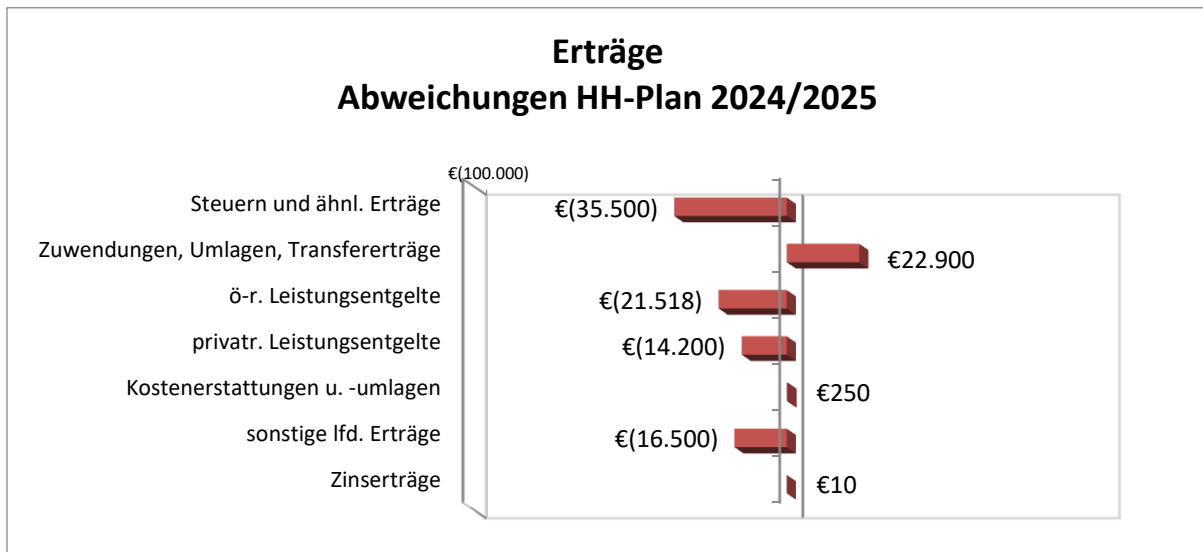 Erträge
Abweichungen HH-Plan 2024/2025
€(100.000)
Steuern und ähnl. Erträge
€(35.500)
Zuwendungen, Umlagen, Transfererträge
€22.900
ö-r. Leistungsentgelte
€(21.518)
privatr. Leistungsentgelte
€(14.200)
Kostenerstattungen u. -umlagen
€250
sonstige lfd. Erträge
€(16.500)
Zinserträge
€10